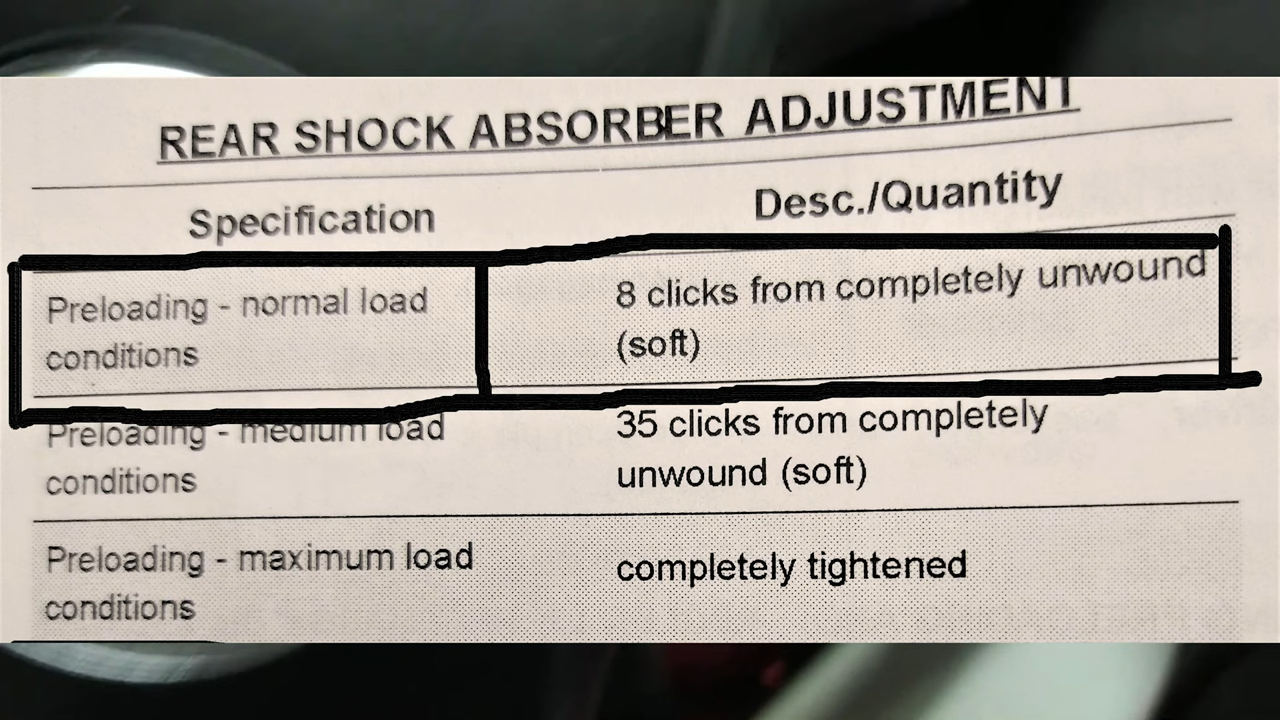 REAR SHOCK ABSORBER ADJUSTMENT
Specification Desc./Quantity
Preloading - normal load 8 clicks from completely unwound
conditions (soft)
Preloading - medium load 35 clicks from completely
conditions unwound (soft)
Preloading - maximum load completely tightened
conditions